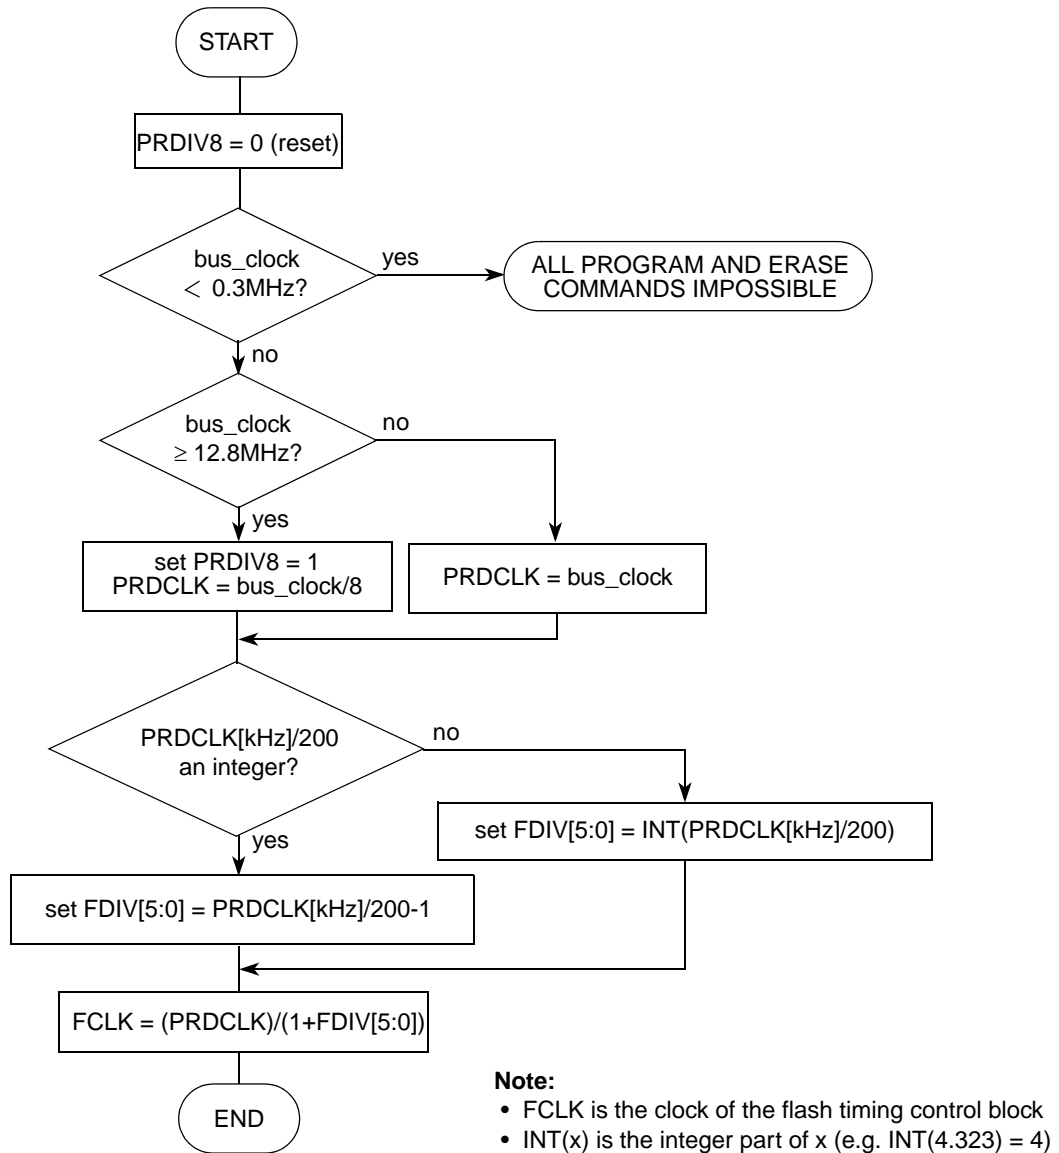 START
PRDIV8 = 0 (reset)
bus_clock
< 0.3MHz?
yes
ALL PROGRAM AND ERASE
COMMANDS IMPOSSIBLE
no
bus_clock
≥ 12.8MHz?
no
yes
set PRDIV8 = 1
PRDCLK = bus_clock/8
PRDCLK = bus_clock
PRDCLK[kHz]/200
an integer?
no
set FDIV[5:0] = INT(PRDCLK[kHz]/200)
yes
set FDIV[5:0] = PRDCLK[kHz]/200-1
FCLK = (PRDCLK)/(1+FDIV[5:0])
END
Note:
• FCLK is the clock of the flash timing control block
• INT(x) is the integer part of x (e.g. INT(4.323) = 4)